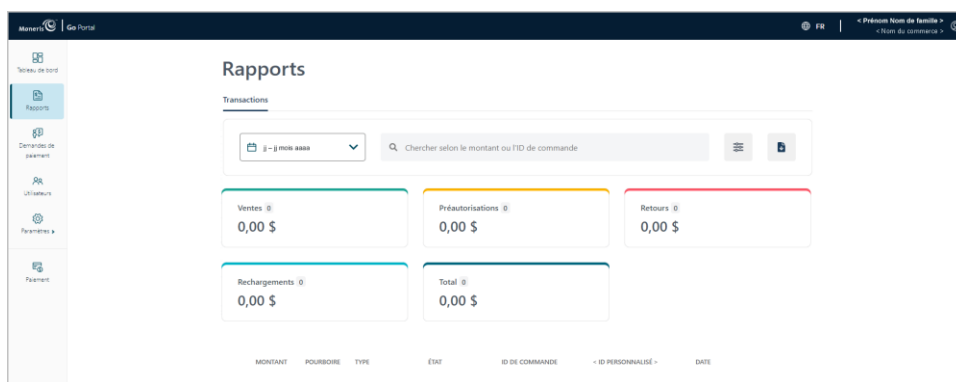 Moneris Go Portal
FR
< Prénom Nom de famille >
< Nom du commerce >
Tableau de bord
Rapports
Demandes de
paiement
Utilisateurs
Paramètres
Paiement
Rapports
Transactions
jj – jj mois aaaa
Chercher selon le montant ou l'ID de commande
Ventes 0
0,00 $
Préautorisations 0
0,00 $
Retours 0
0,00 $
Rechargements 0
0,00 $
Total 0
0,00 $
MONTANT POURBOIRE TYPE ÉTAT ID DE COMMANDE < ID PERSONNALISÉ > DATE